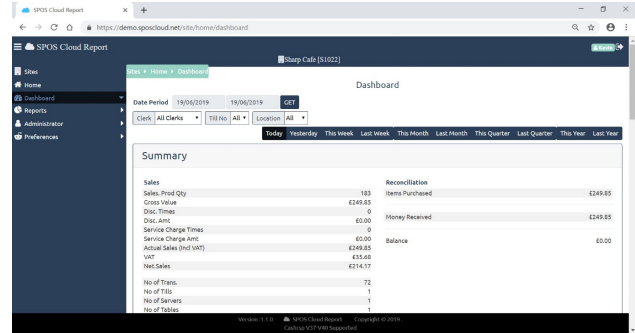 SPOS Cloud Report
https://demo.sposcloud.net/site/home/dashboard
SPOS Cloud Report
Sharp Cafe [S1022]
Sites
Home
Dashboard
Reports
Administrator
Preferences
Sites Home Dashboard
Dashboard
Date Period 19/06/2019 19/06/2019 GET
Clerk All Clerks Till No All Location All
Today Yesterday This Week Last Week This Month Last Month This Quarter Last Quarter This Year Last Year
Summary
Sales
Sales. Prod Qty 183
Gross Value £249.85
Disc. Times 0
Disc. Amt £0.00
Service Charge Times 0
Service Charge Amt £0.00
Actual Sales (Incl VAT) £249.85
VAT £35.68
Net.Sales £214.17
No of Trans. 72
No of Tills 1
No of Servers 1
No of Tables 1
Reconciliation
Items Purchased £249.85
Money Received £249.85
Balance £0.00
Version :1.1.0 SPOS Cloud Report Copyright © 2019 .
Cashrsp V37 V40 Supported